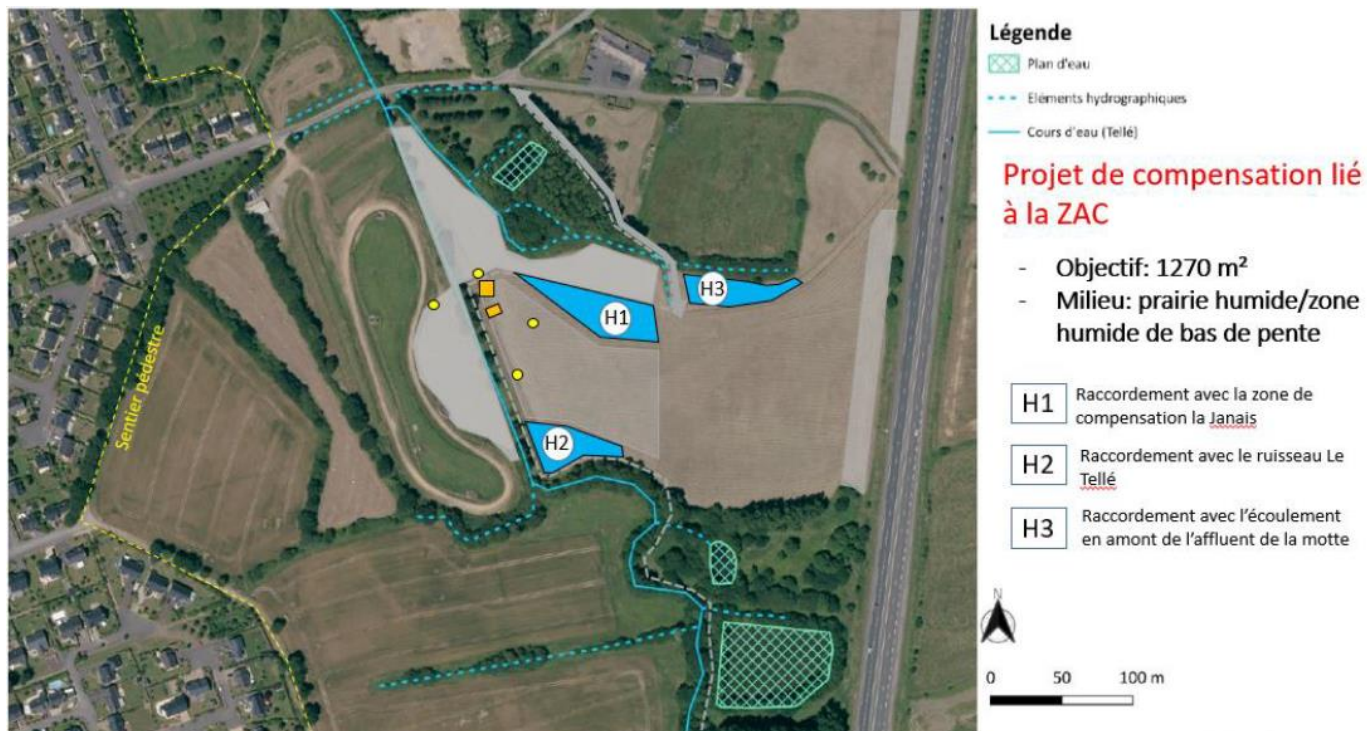 Légende
Plan d'eau
Eléments hydrographiques
Cours d'eau (Tellé)
Projet de compensation lié
à la ZAC
- Objectif: 1270 m²
- Milieu: prairie humide/zone
humide de bas de pente
H1 Raccordement avec la zone de
compensation la Janais
H2 Raccordement avec le ruisseau Le
Tellé
H3 Raccordement avec l'écoulement
en amont de l'affluent de la motte
N
0 50 100 m
Sentier pédestre
H1
H2
H3